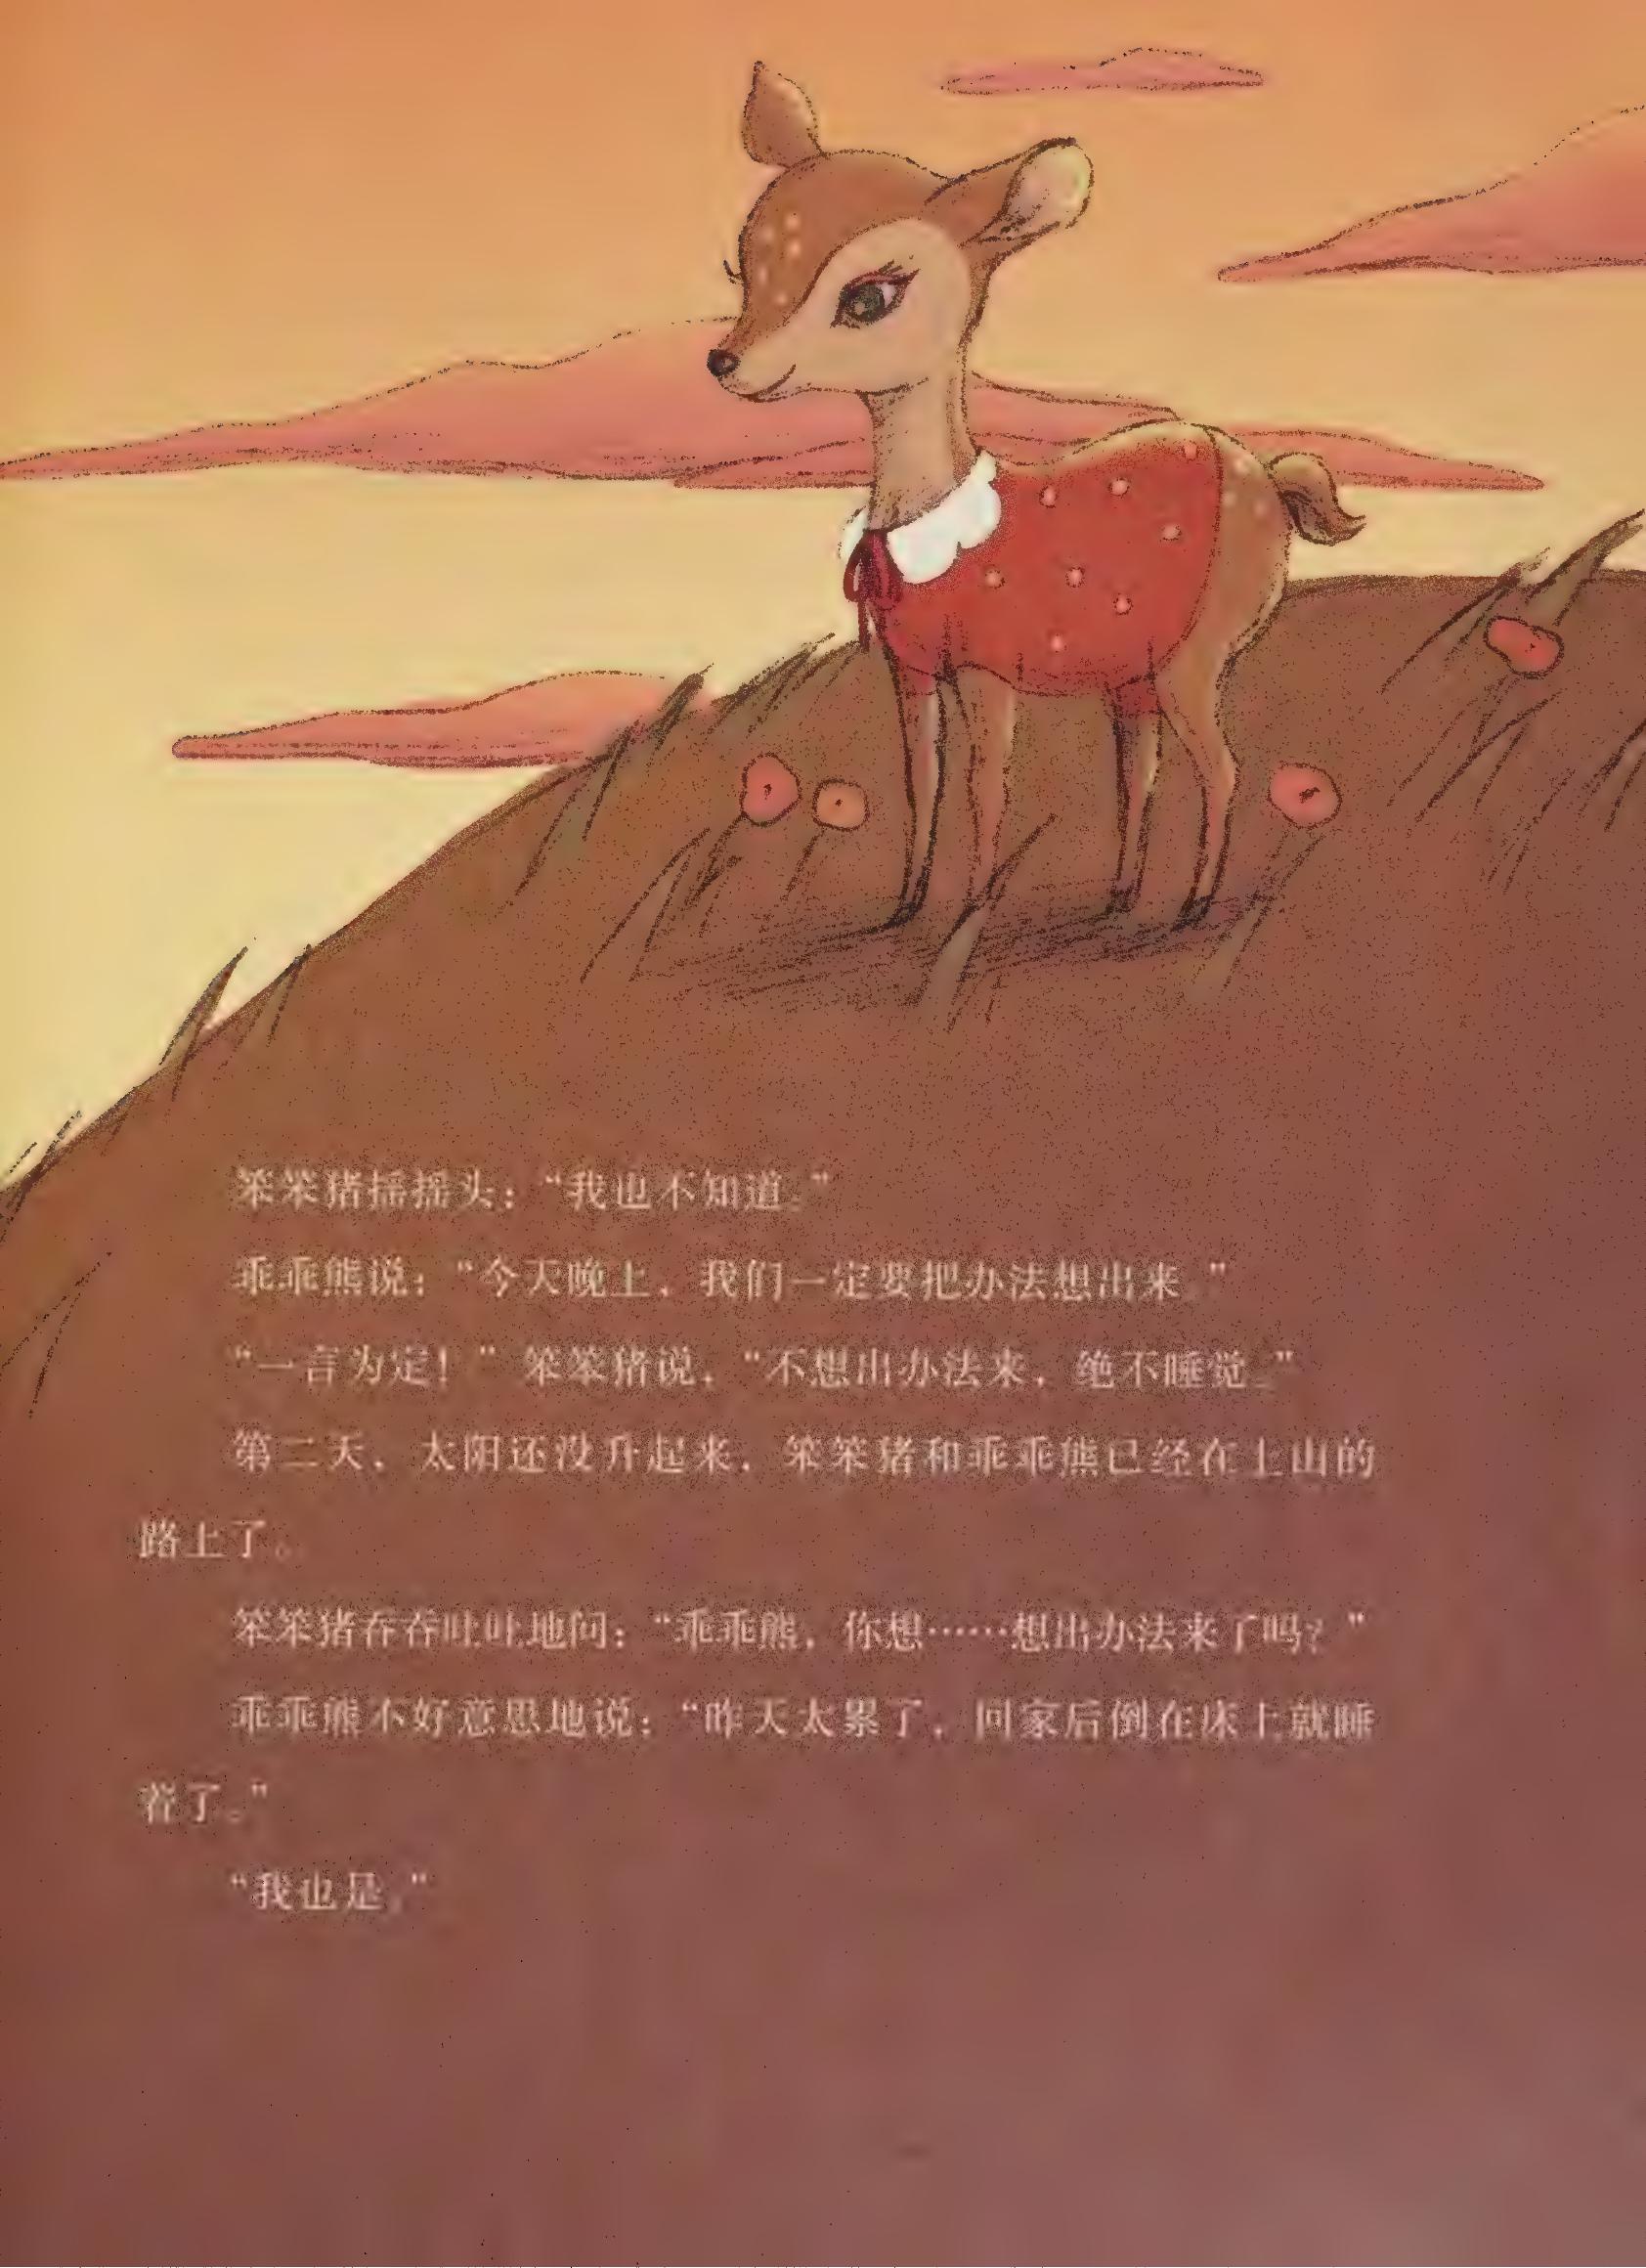 笨笨猪摇摇头：“我也不知道。”
乖乖熊说：“今天晚上，我们一定要把办法想出来。”
“一言为定！”笨笨猪说，“不想出办法来，绝不睡觉。”
第二天，太阳还没升起来，笨笨猪和乖乖熊已经在上山的
路上了。
笨笨猪吞吞吐吐地问：“乖乖熊，你想……想出办法来了吗？”
乖乖熊不好意思地说：“昨天太累了，回家后倒在床上就睡
着了。”
“我也是。”